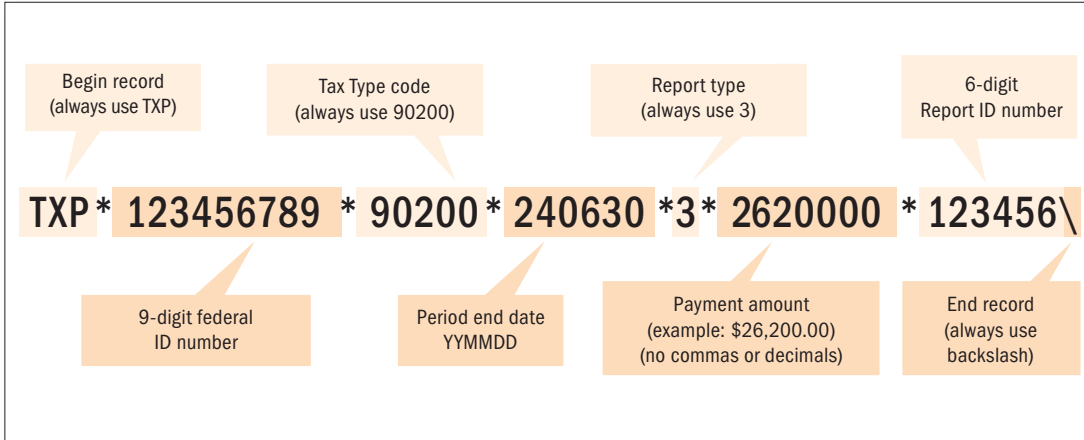 Begin record
(always use TXP)
Tax Type code
(always use 90200)
Report type
(always use 3)
6-digit
Report ID number
TXP * 123456789 * 90200 * 240630 *3* 2620000 * 123456\
9-digit federal
ID number
Period end date
YYMMDD
Payment amount
(example: $26,200.00)
(no commas or decimals)
End record
(always use
backslash)